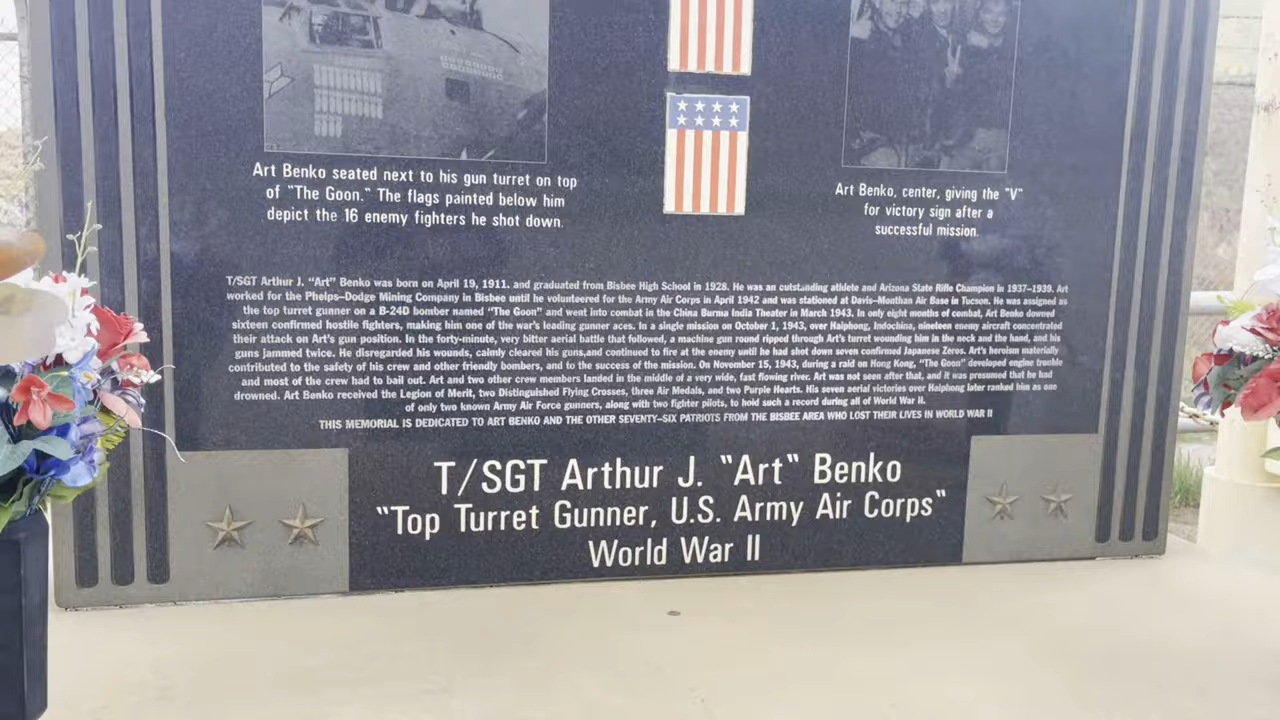 Art Benko seated next to his gun turret on top
of "The Goon." The flags painted below him
depict the 16 enemy fighters he shot down.
Art Benko, center, giving the "V"
for victory sign after a
successful mission.
T/SGT Arthur J. "Art" Benko was born on April 19, 1911. and graduated from Bisbee High School in 1928. He was an outstanding athlete and Arizona State Rifle Champion in 1937-1939. Art
worked for the Phelps-Dodge Mining Company in Bisbee until he volunteered for the Army Air Corps in April 1942 and was stationed at Davis-Monthan Air Base in Tucson. He was assigned as
the top turret gunner on a B-24D bomber named "The Goon" and went into combat in the China Burma India Theater in March 1943. In only eight months of combat, Art Benko downed
sixteen confirmed hostile fighters, making him one of the war's leading gunner aces. In a single mission on October 1, 1943, over Haiphong, Indochina, nineteen enemy aircraft concentrated
their attack on Art's gun position. In the forty-minute, very bitter aerial battle that followed, a machine gun round ripped through Art's turret wounding him in the neck and the hand, and his
guns jammed twice. He disregarded his wounds, calmly cleared his guns,and continued to fire at the enemy until he had shot down seven confirmed Japanese Zeros. Art's heroism materially
contributed to the safety of his crew and other friendly bombers, and to the success of the mission. On November 15, 1943, during a raid on Hong Kong, "The Goon" developed engine trouble
and most of the crew had to bail out. Art and two other crew members landed in the middle of a very wide, fast flowing river. Art was not seen after that, and it was presumed that he had
drowned. Art Benko received the Legion of Merit, two Distinguished Flying Crosses, three Air Medals, and two Purple Hearts. His seven aerial victories over Haiphong later ranked him as one
of only two known Army Air Force gunners, along with two fighter pilots, to hold such a record during all of World War II.
THIS MEMORIAL IS DEDICATED TO ART BENKO AND THE OTHER SEVENTY-SIX PATRIOTS FROM THE BISBEE AREA WHO LOST THEIR LIVES IN WORLD WAR II
T/SGT Arthur J. "Art" Benko
"Top Turret Gunner, U.S. Army Air Corps"
World War II